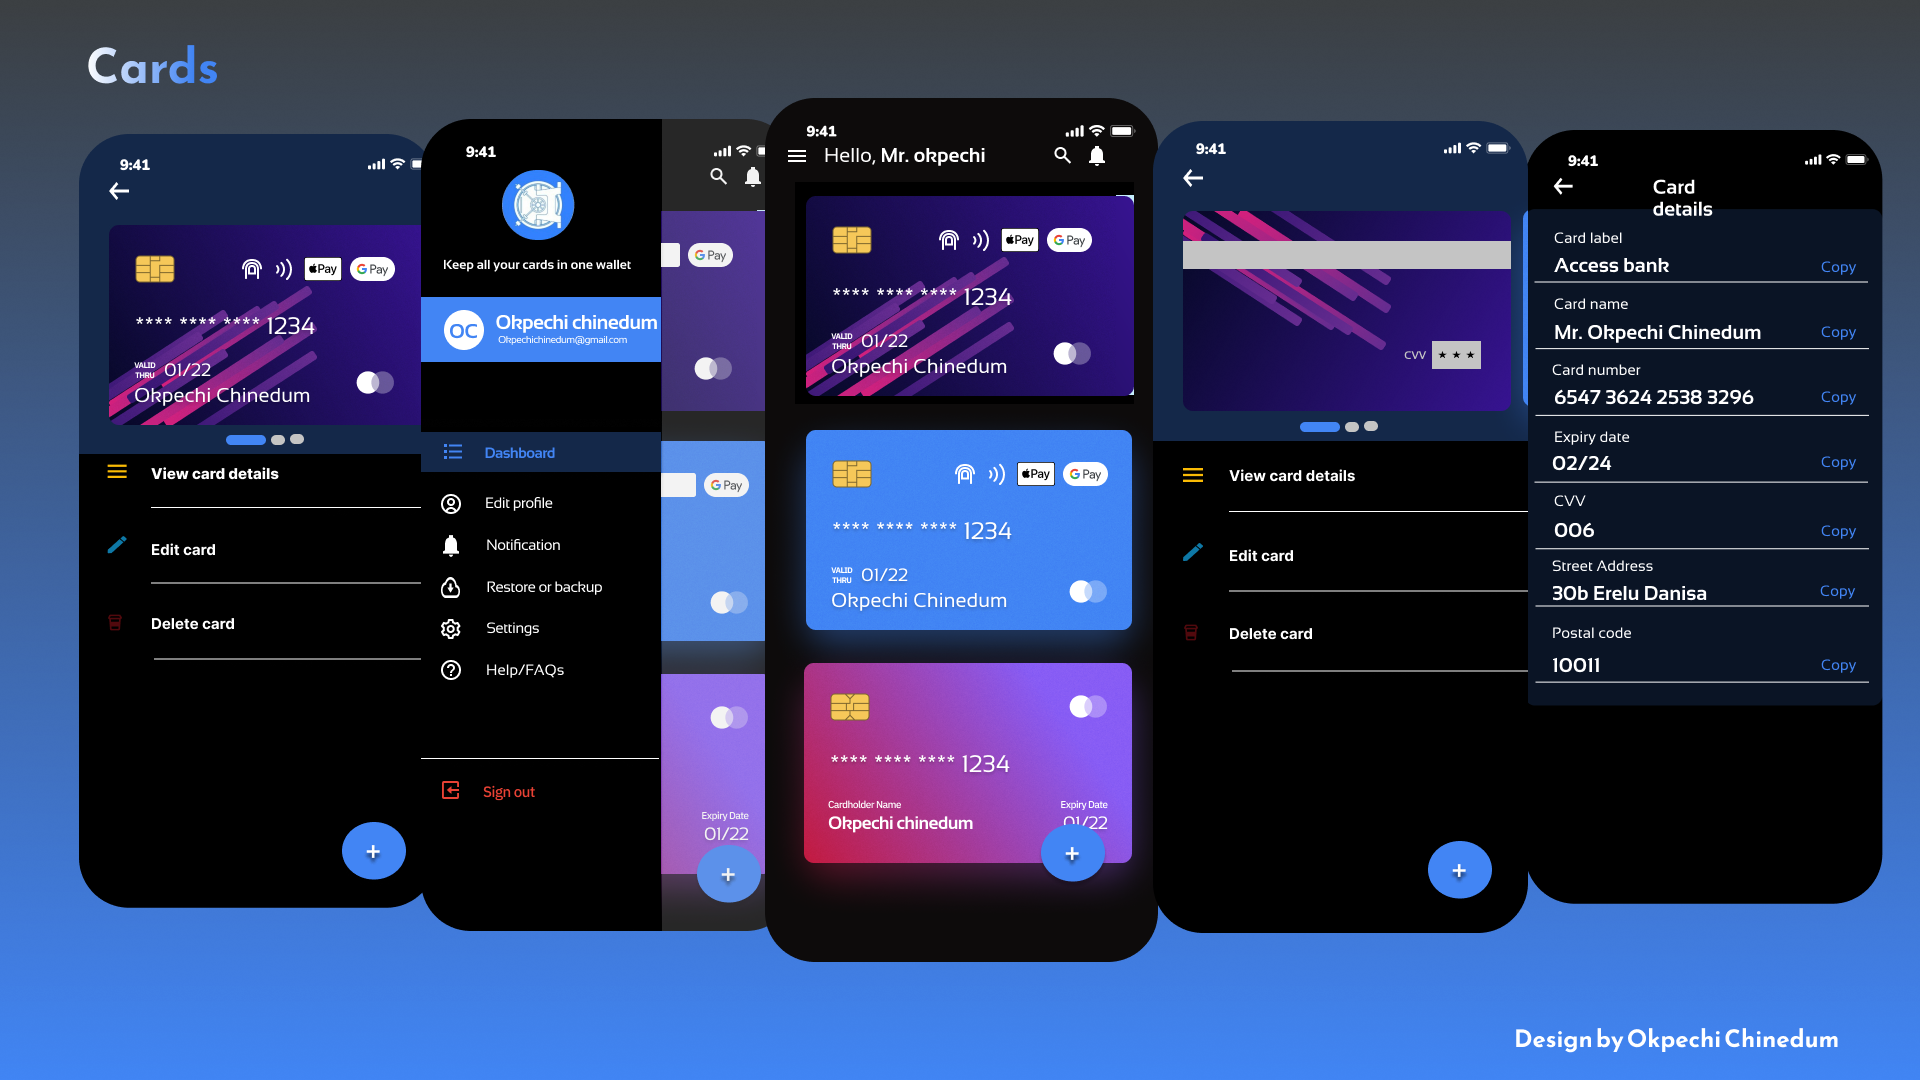 Cards
9:41
G Pay
Pay
**** **** **** 1234
VALID
THRU 01/22
Okpechi Chinedum
View card details
Edit card
Delete card
+
9:41
Keep all your cards in one wallet
OC
Okpechi chinedum
Okpechichinedum@gmail.com
Dashboard
Edit profile
Notification
Restore or backup
Settings
Help/FAQs
Sign out
G Pay
G Pay
Expiry Date
01/22
+
9:41
Hello, Mr. okpechi
Pay
G Pay
**** **** **** 1234
VALID
THRU 01/22
Okpechi Chinedum
Pay
G Pay
**** **** **** 1234
VALID
THRU 01/22
Okpechi Chinedum
**** **** **** 1234
Cardholder Name
Okpechi chinedum
Expiry Date
01/22
+
9:41
CVV ★ ★ ★
View card details
Edit card
Delete card
+
9:41
Card
details
Card label
Access bank Copy
Card name
Mr. Okpechi Chinedum Copy
Card number
6547 3624 2538 3296 Copy
Expiry date
02/24 Copy
CVV
006 Copy
Street Address
30b Erelu Danisa Copy
Postal code
10011 Copy
Design by Okpechi Chinedum